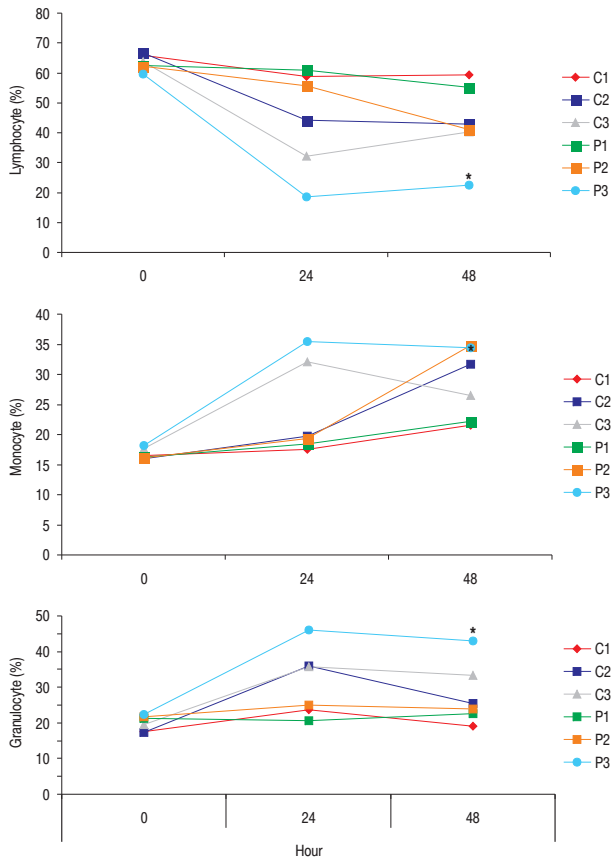 80
70
60
50
40
30
20
10
0
Lymphocyte (%)
*
0 24 48
C1
C2
C3
P1
P2
P3
40
35
30
25
20
15
10
5
0
Monocyte (%)
*
0 24 48
C1
C2
C3
P1
P2
P3
50
40
30
20
10
0
Granulocyte (%)
*
0 24 48
Hour
C1
C2
C3
P1
P2
P3